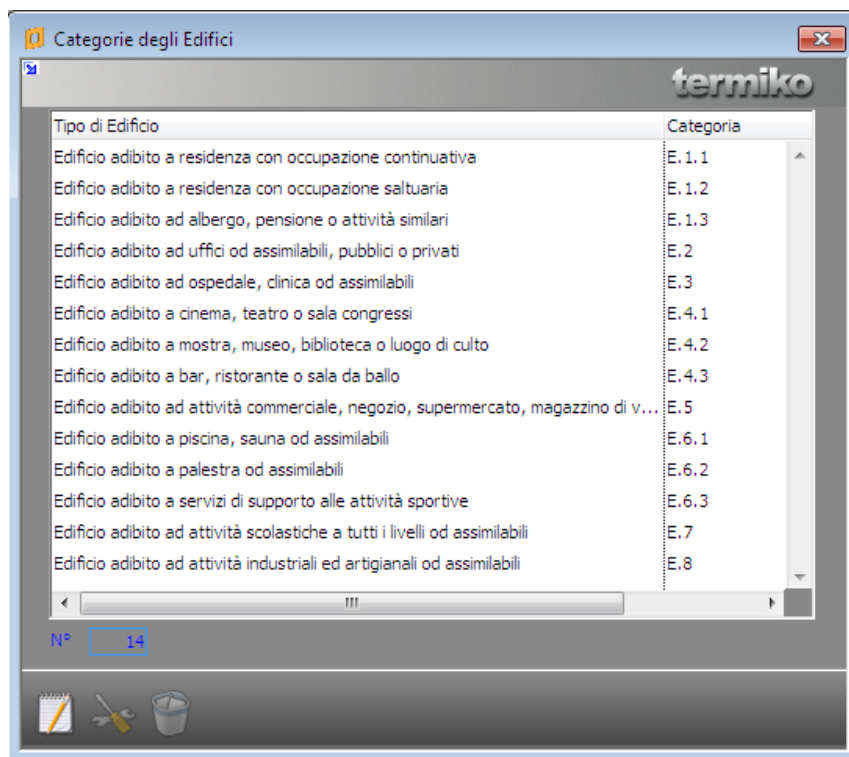 Categorie degli Edifici
termiko
Tipo di Edificio Categoria
Edificio adibito a residenza con occupazione continuativa E.1.1
Edificio adibito a residenza con occupazione saltuaria E.1.2
Edificio adibito ad albergo, pensione o attività similari E.1.3
Edificio adibito ad uffici od assimilabili, pubblici o privati E.2
Edificio adibito ad ospedale, clinica od assimilabili E.3
Edificio adibito a cinema, teatro o sala congressi E.4.1
Edificio adibito a mostra, museo, biblioteca o luogo di culto E.4.2
Edificio adibito a bar, ristorante o sala da ballo E.4.3
Edificio adibito ad attività commerciale, negozio, supermercato, magazzino di v... E.5
Edificio adibito a piscina, sauna od assimilabili E.6.1
Edificio adibito a palestra od assimilabili E.6.2
Edificio adibito a servizi di supporto alle attività sportive E.6.3
Edificio adibito ad attività scolastiche a tutti i livelli od assimilabili E.7
Edificio adibito ad attività industriali ed artigianali od assimilabili E.8
N° 14